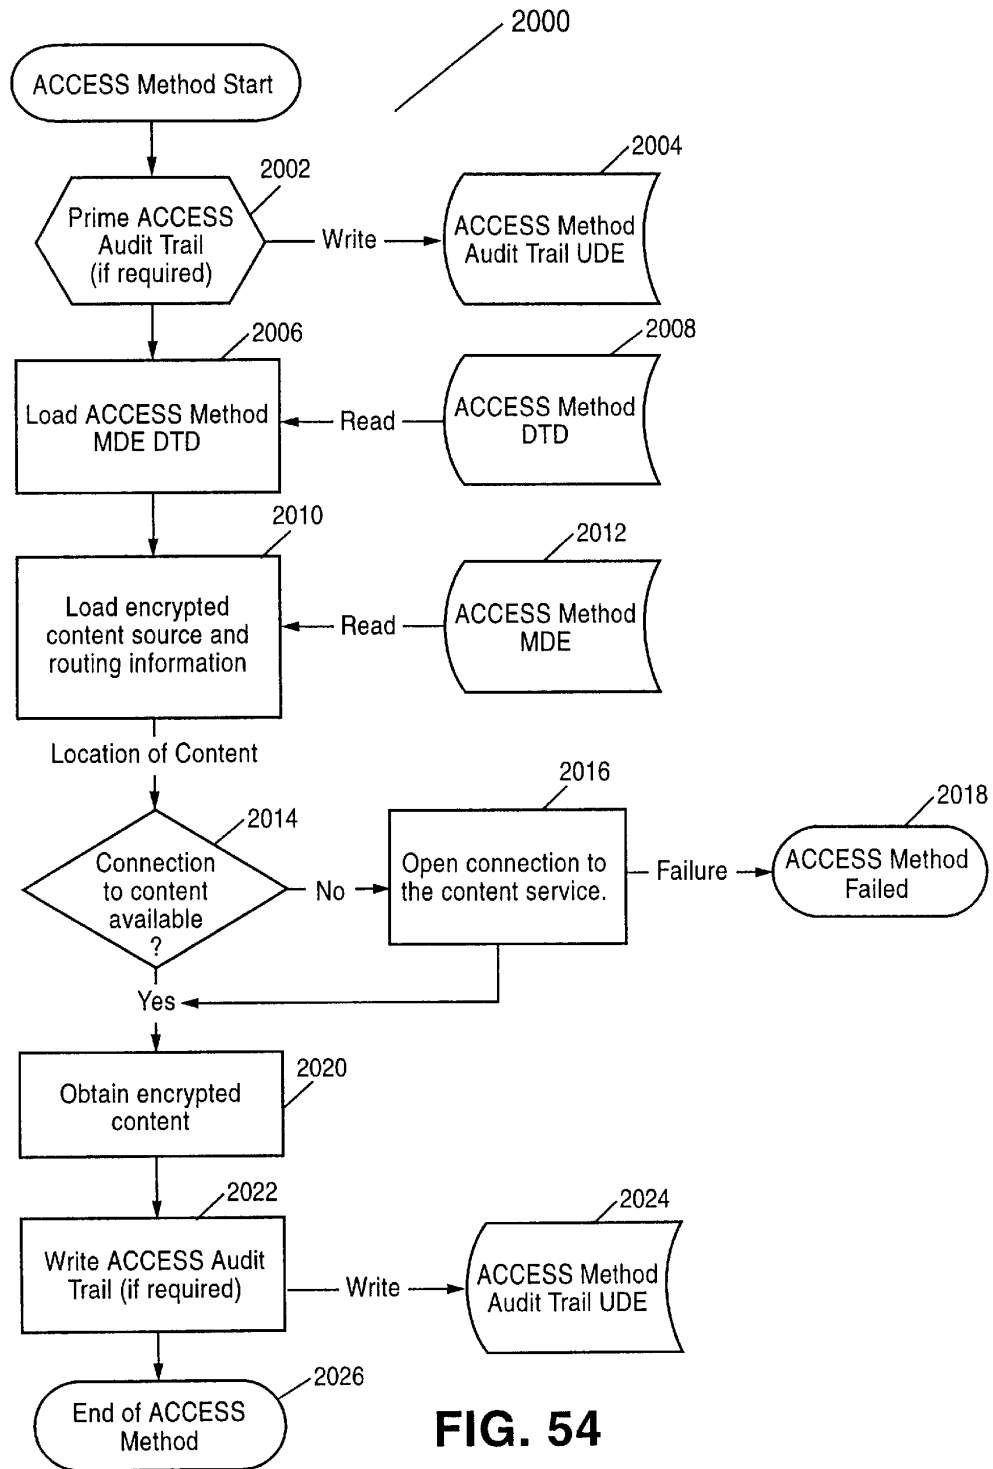 2000
ACCESS Method Start
2002
2004
Prime ACCESS
Audit Trail
(if required)
Write
ACCESS Method
Audit Trail UDE
2006
2008
Load ACCESS Method
MDE DTD
Read
ACCESS Method
DTD
2010
2012
Load encrypted
content source and
routing information
Read
ACCESS Method
MDE
Location of Content
2014
2016
2018
Connection
to content
available
?
No
Open connection to
the content service.
Failure
ACCESS Method
Failed
Yes
2020
Obtain encrypted
content
2022
2024
Write ACCESS Audit
Trail (if required)
Write
ACCESS Method
Audit Trail UDE
2026
End of ACCESS
Method
FIG. 54